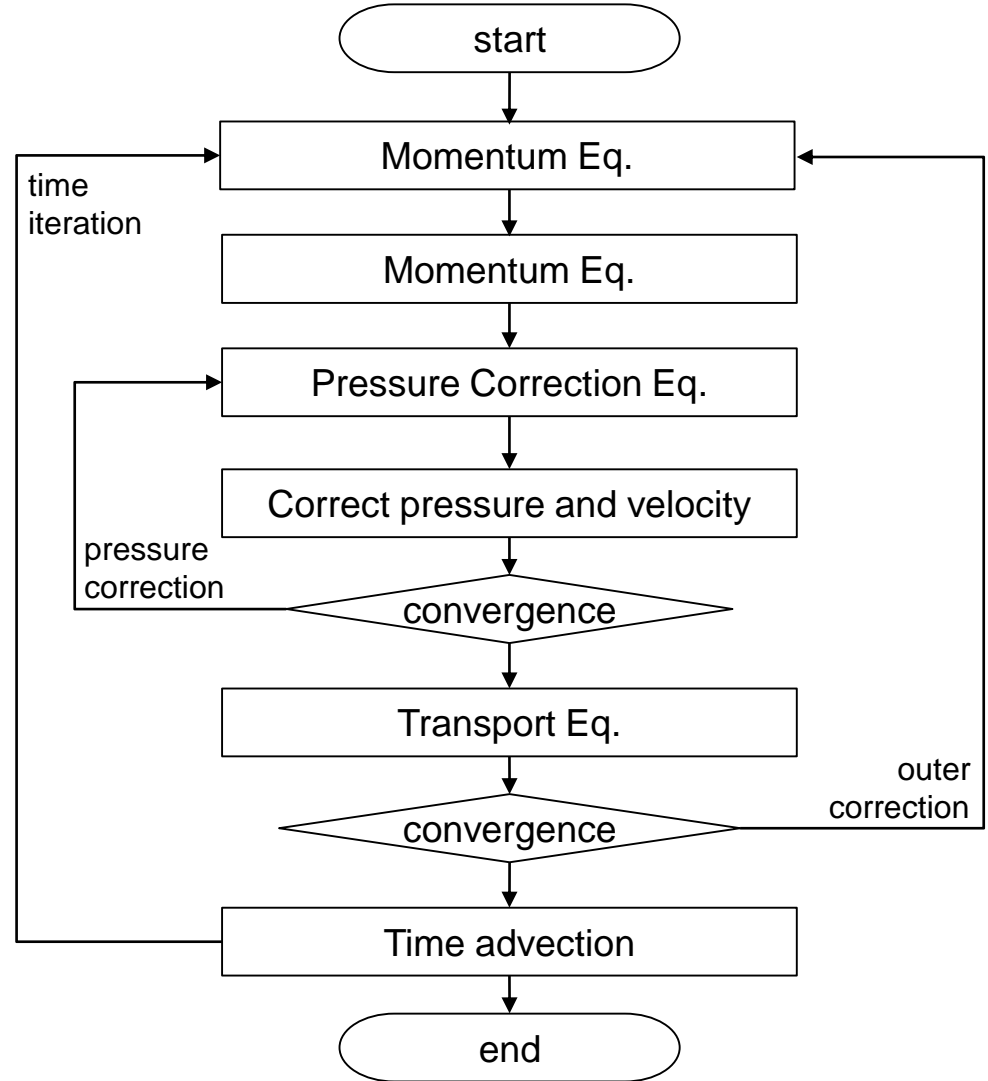 start
Momentum Eq.
time
iteration
Momentum Eq.
Pressure Correction Eq.
Correct pressure and velocity
pressure
correction
convergence
Transport Eq.
outer
correction
convergence
Time advection
end